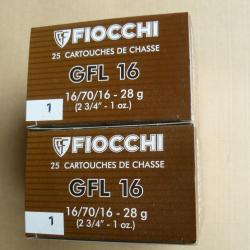 FIOCCHI
25 CARTOUCHES DE CHASSE
GFL 16
16/70/16 - 28 g
(2 3/4" - 1 oz.)
1
FIOCCHI
25 CARTOUCHES DE CHASSE
GFL 16
16/70/16 - 28 g
(2 3/4" - 1 oz.)
1